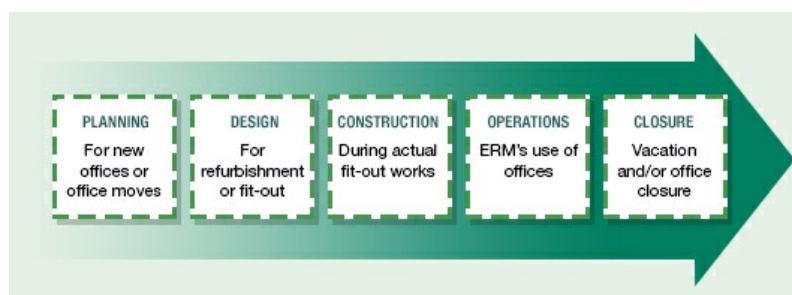 PLANNING
For new
offices or
office moves
DESIGN
For
refurbishment
or fit-out
CONSTRUCTION
During actual
fit-out works
OPERATIONS
ERM's use of
offices
CLOSURE
Vacation
and/or office
closure